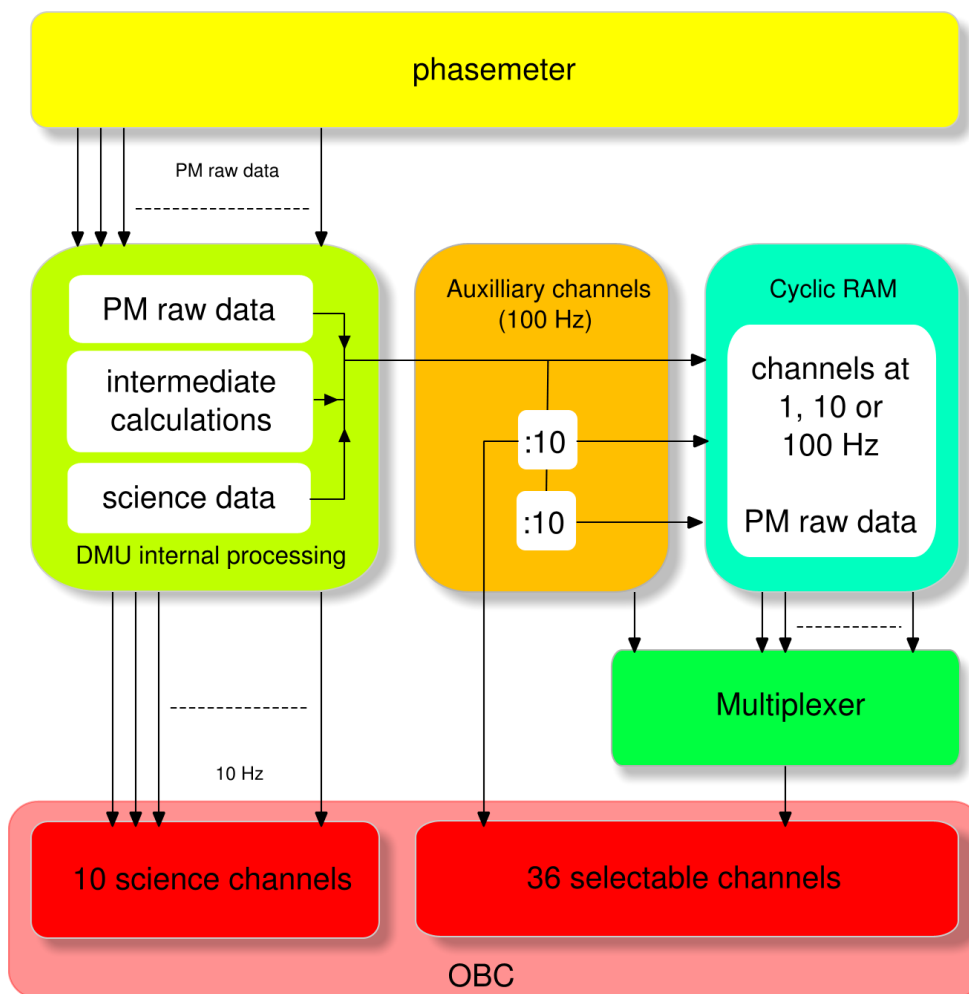 phasemeter
PM raw data
PM raw data
intermediate
calculations
science data
DMU internal processing
Auxilliary channels
(100 Hz)
:10
:10
Cyclic RAM
channels at
1, 10 or
100 Hz
PM raw data
Multiplexer
10 Hz
10 science channels
36 selectable channels
OBC